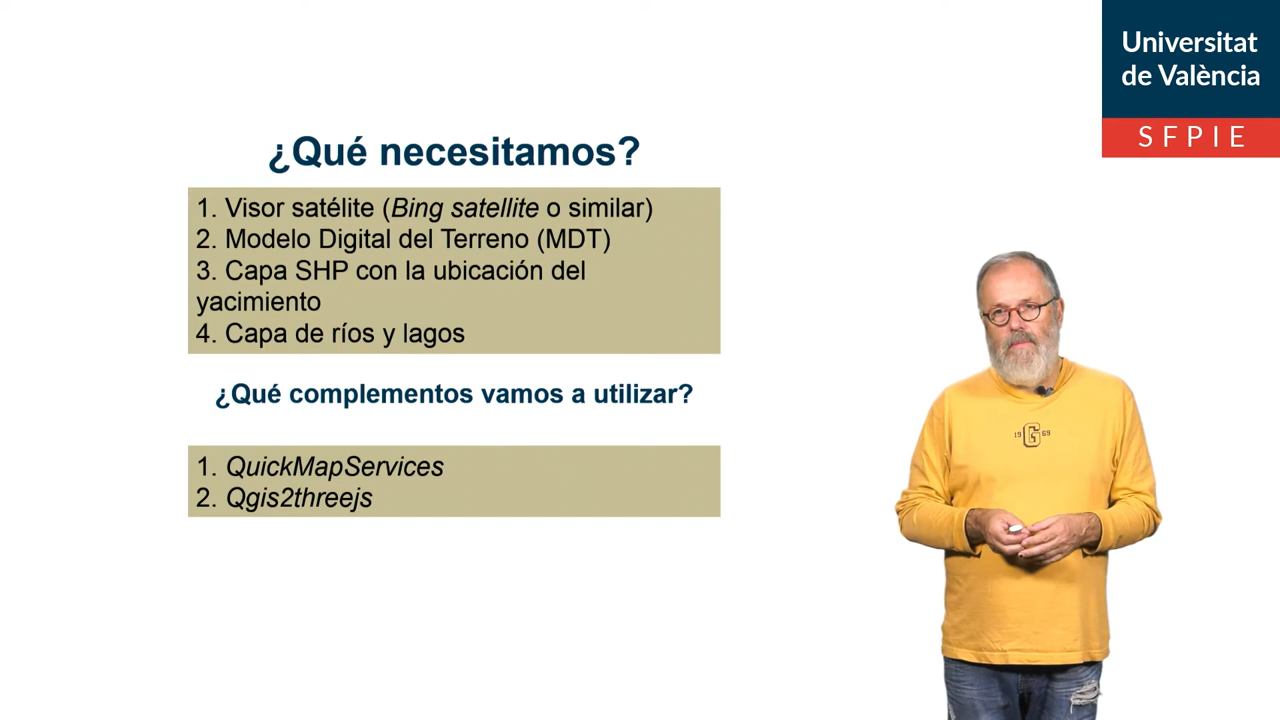 Universitat
de València
SFPIE
¿Qué necesitamos?
1. Visor satélite (Bing satellite o similar)
2. Modelo Digital del Terreno (MDT)
3. Capa SHP con la ubicación del
yacimiento
4. Capa de ríos y lagos
¿Qué complementos vamos a utilizar?
1. QuickMapServices
2. Qgis2threejs
19 G 69